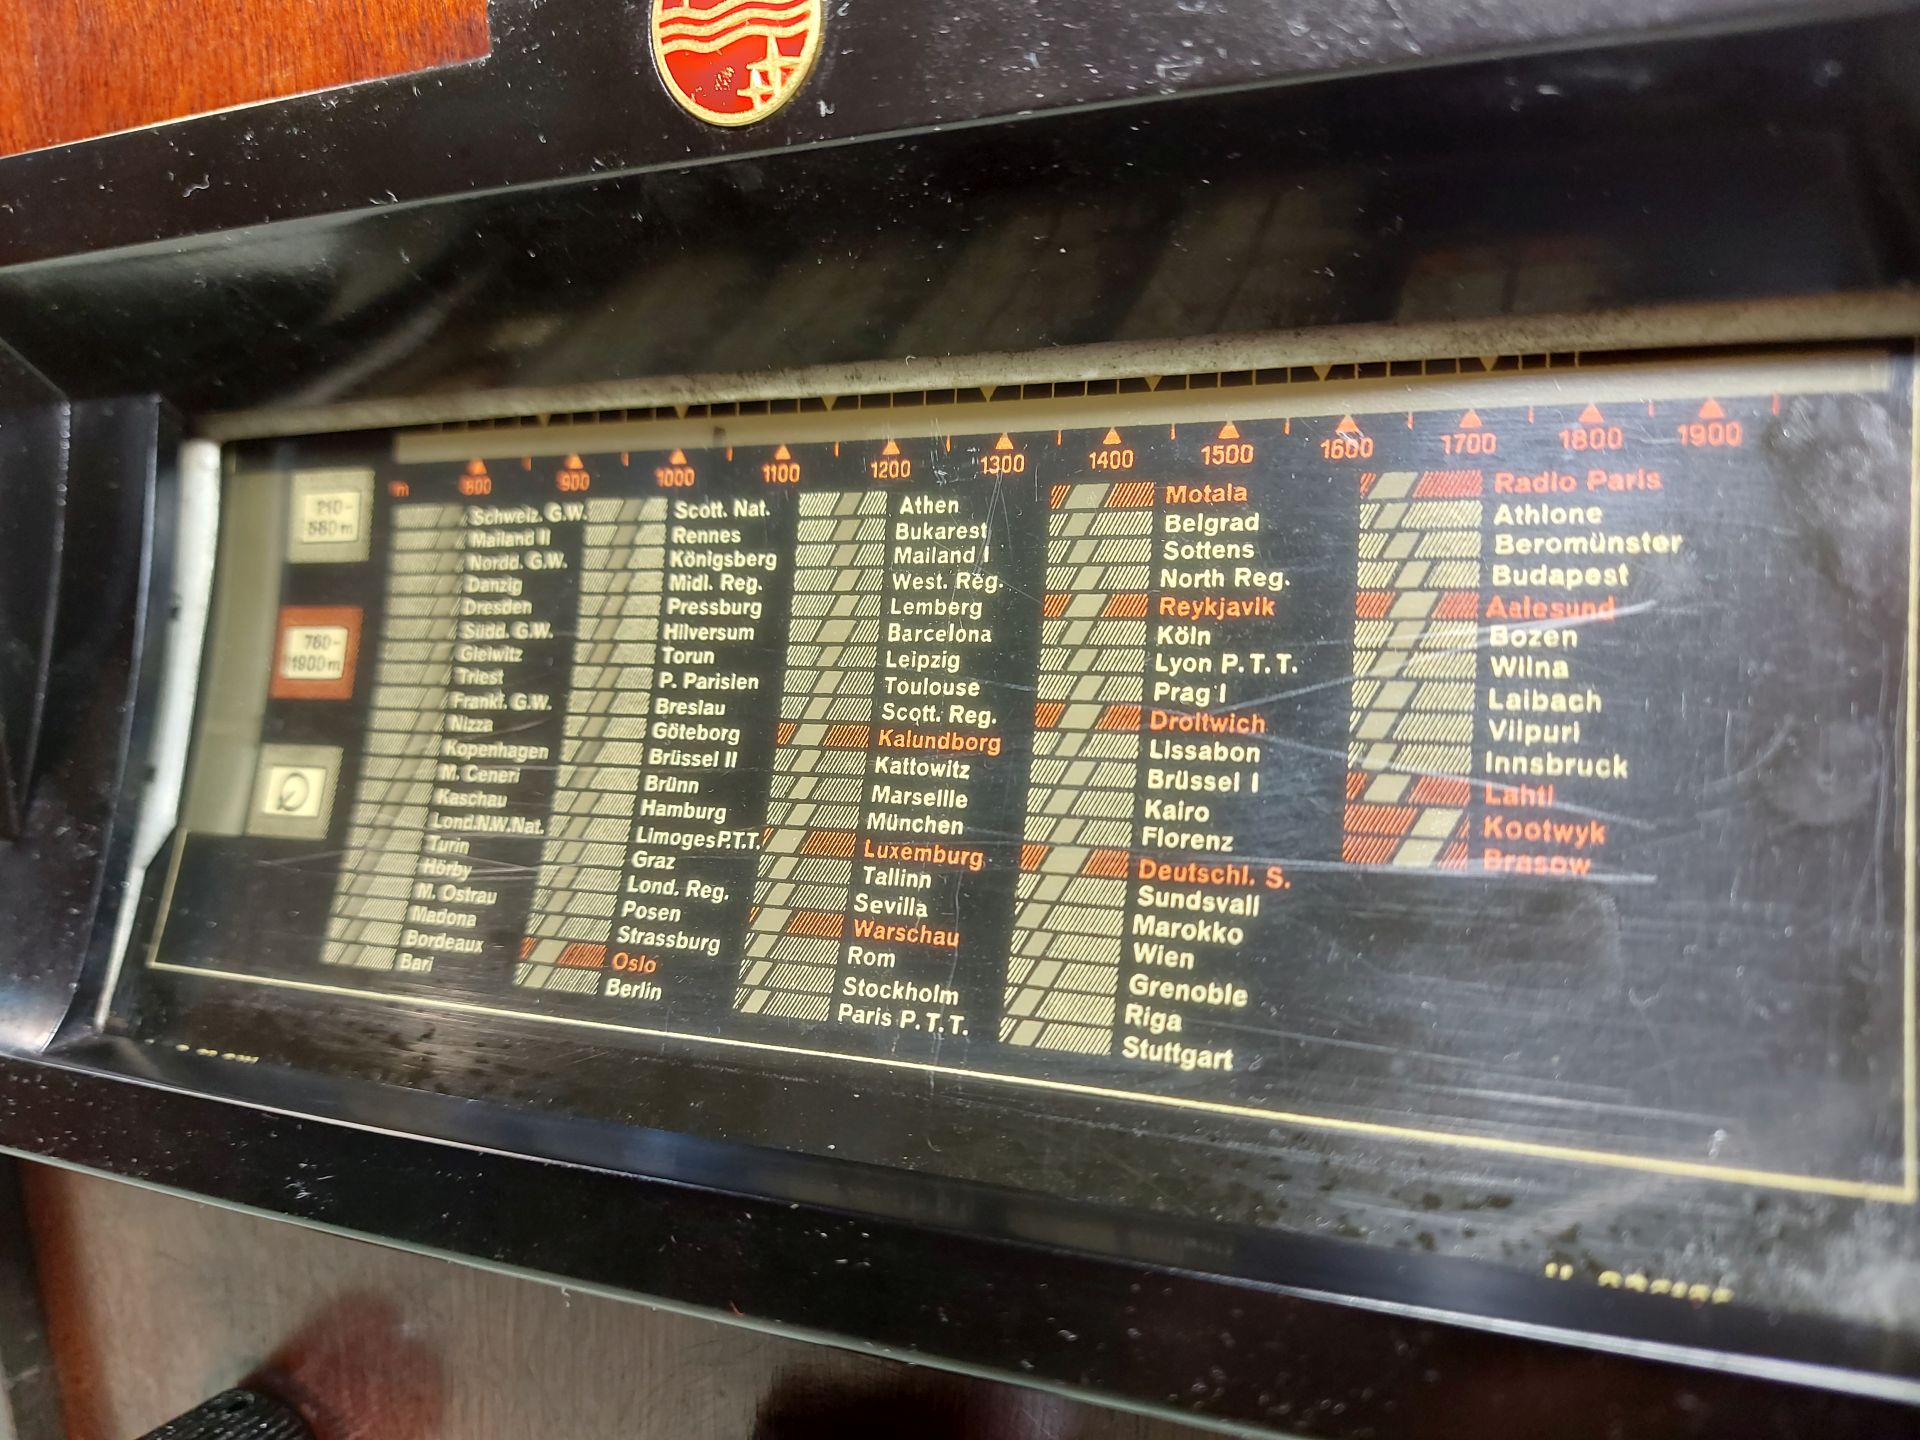 m 800 900 1000 1100 1200 1300 1400 1500 1600 1700 1800 1900
210-
580m
760-
1900m
Schweiz. G.W.
Mailand II
Nordd. G.W.
Danzig
Dresden
Südd. G.W.
Gleiwitz
Triest
Frankf. G.W.
Nizza
Kopenhagen
M. Ceneri
Kaschau
Lond.N.W.Nat.
Turin
Hörby
M. Ostrau
Madona
Bordeaux
Bari
Scott. Nat.
Rennes
Königsberg
Midl. Reg.
Pressburg
Hilversum
Torun
P. Parisien
Breslau
Göteborg
Brüssel II
Brünn
Hamburg
Limoges P.T.T.
Graz
Lond. Reg.
Posen
Strassburg
Oslo
Berlin
Athen
Bukarest
Mailand I
West. Reg.
Lemberg
Barcelona
Leipzig
Toulouse
Scott. Reg.
Kalundborg
Kattowitz
Marseille
München
Luxemburg
Tallinn
Sevilla
Warschau
Rom
Stockholm
Paris P.T.T.
Motala
Belgrad
Sottens
North Reg.
Reykjavik
Köln
Lyon P.T.T.
Prag I
Droitwich
Lissabon
Brüssel I
Kairo
Florenz
Deutschl. S.
Sundsvall
Marokko
Wien
Grenoble
Riga
Stuttgart
Radio Paris
Athlone
Beromünster
Budapest
Aalesund
Bozen
Wilna
Laibach
Viipuri
Innsbruck
Lahti
Kootwyk
Brasow